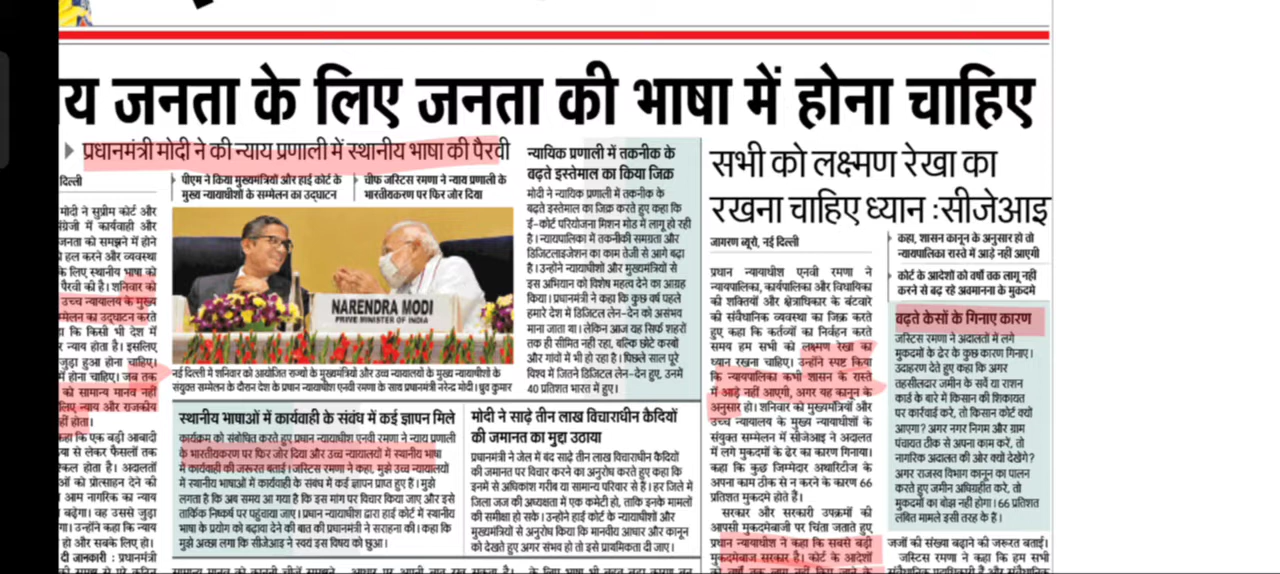 य जनता के लिए जनता की भाषा में होना चाहिए
प्रधानमंत्री मोदी ने की न्याय प्रणाली में स्थानीय भाषा की पैरवी
दिल्ली
मोदी ने सुप्रीम कोर्ट और
अंग्रेजी में कार्यवाही और
जनता को समझने में होने
हल करने और व्यवस्था
के लिए स्थानीय भाषा को
पैरवी की है। शनिवार को
उच्च न्यायालय के मुख्य
म्मेलन का उद्घाटन करते
हा कि किसी भी देश में
र न्याय होता है। इसलिए
जुड़ा हुआ होना चाहिए।
में होना चाहिए। जब तक
को सामान्य मानव नहीं
लिए न्याय और राजकीय
हीं होता।
कहा कि एक बड़ी आबादी
या से लेकर फैसलों तक
एकल होता है। अदालतों
ओं को प्रोत्साहन देने की
आम नागरिक का न्याय
बढ़ेगा। वह उससे जुड़ा
गा। उन्होंने कहा कि न्याय
हो और सबके लिए हो।
दी जानकारी : प्रधानमंत्री
पीएम ने किया मुख्यमंत्रियों और हाई कोर्ट के
मुख्य न्यायाधीशों के सम्मेलन का उद्घाटन
चीफ जस्टिस रमणा ने न्याय प्रणाली के
भारतीयकरण पर फिर जोर दिया
NARENDRA MODI
PRIME MINISTER OF INDIA
नई दिल्ली में शनिवार को आयोजित राज्यों के मुख्यमंत्रियों और उच्च न्यायालयों के मुख्य न्यायाधीशों के
संयुक्त सम्मेलन के दौरान देश के प्रधान न्यायाधीश एनवी रमणा के साथ प्रधानमंत्री नरेन्द्र मोदी। ध्रुव कुमार
न्यायिक प्रणाली में तकनीक के
बढ़ते इस्तेमाल का किया जिक्र
मोदी ने न्यायिक प्रणाली में तकनीक के
बढ़ते इस्तेमाल का जिक्र करते हुए कहा कि
ई-कोर्ट परियोजना मिशन मोड में लागू हो रही
है। न्यायपालिका में तकनीकी समग्रता और
डिजिटलाइजेशन का काम तेजी से आगे बढ़ा
है। उन्होंने न्यायाधीशों और मुख्यमंत्रियों से
इस अभियान को विशेष महत्व देने का आग्रह
किया। प्रधानमंत्री ने कहा कि कुछ वर्ष पहले
हमारे देश में डिजिटल लेन-देन को असंभव
माना जाता था। लेकिन आज यह सिर्फ शहरों
तक ही सीमित नहीं रहा, बल्कि छोटे कस्बों
और गांवों में भी हो रहा है। पिछले साल पूरे
विश्व में जितने डिजिटल लेन-देन हुए, उनमें
40 प्रतिशत भारत में हुए।
स्थानीय भाषाओं में कार्यवाही के संबंध में कई ज्ञापन मिले
कार्यक्रम को संबोधित करते हुए प्रधान न्यायाधीश एनवी रमणा ने न्याय प्रणाली
के भारतीयकरण पर फिर जोर दिया और उच्च न्यायालयों में स्थानीय भाषा
में कार्यवाही की जरूरत बताई। जस्टिस रमणा ने कहा, मुझे उच्च न्यायालयों
में स्थानीय भाषाओं में कार्यवाही के संबंध में कई ज्ञापन प्राप्त हुए हैं। मुझे
लगता है कि अब समय आ गया है कि इस मांग पर विचार किया जाए और इसे
तार्किक निष्कर्ष पर पहुंचाया जाए। प्रधान न्यायाधीश द्वारा हाई कोर्ट में स्थानीय
भाषा के प्रयोग को बढ़ावा देने की बात की प्रधानमंत्री ने सराहना की। कहा कि
मुझे अच्छा लगा कि सीजेआइ ने स्वयं इस विषय को छुआ।
मोदी ने साढ़े तीन लाख विचाराधीन कैदियों
की जमानत का मुद्दा उठाया
प्रधानमंत्री ने जेल में बंद साढ़े तीन लाख विचाराधीन कैदियों
की जमानत पर विचार करने का अनुरोध करते हुए कहा कि
इनमें से अधिकांश गरीब या सामान्य परिवार से हैं। हर जिले में
जिला जज की अध्यक्षता में एक कमेटी हो, ताकि इनके मामलों
की समीक्षा हो सके। उन्होंने हाई कोर्ट के न्यायाधीशों और
मुख्यमंत्रियों से अनुरोध किया कि मानवीय आधार और कानून
को देखते हुए अगर संभव हो तो इसे प्राथमिकता दी जाए।
सभी को लक्ष्मण रेखा का
रखना चाहिए ध्यान :सीजेआइ
जागरण ब्यूरो, नई दिल्ली
प्रधान न्यायाधीश एनवी रमणा ने
न्यायपालिका, कार्यपालिका और विधायिका
की शक्तियों और क्षेत्राधिकार के बंटवारे
की संवैधानिक व्यवस्था का जिक्र करते
हुए कहा कि कर्तव्यों का निर्वहन करते
समय हम सभी को लक्ष्मण रेखा का
ध्यान रखना चाहिए। उन्होंने स्पष्ट किया
कि न्यायपालिका कभी शासन के रास्ते
में आड़े नहीं आएगी, अगर यह कानून के
अनुसार हो। शनिवार को मुख्यमंत्रियों और
उच्च न्यायालय के मुख्य न्यायाधीशों के
संयुक्त सम्मेलन में सीजेआइ ने अदालत
में लगे मुकदमों के ढेर का कारण गिनाया।
कहा कि कुछ जिम्मेदार अथारिटीज के
अपना काम ठीक से न करने के कारण 66
प्रतिशत मुकदमे होते हैं।
सरकार और सरकारी उपक्रमों की
आपसी मुकदमेबाजी पर चिंता जताते हुए
प्रधान न्यायाधीश ने कहा कि सबसे बड़ी
मुकदमेबाज सरकार है। कोर्ट के आदेशों
को वर्षों तक लागू नहीं किए जाने के
कहा, शासन कानून के अनुसार हो तो
न्यायपालिका रास्ते में आड़े नहीं आएगी
कोर्ट के आदेशों को वर्षों तक लागू नहीं
करने से बढ़ रहे अवमानना के मुकदमे
बढ़ते केसों के गिनाए कारण
जस्टिस रमणा ने अदालतों में लगे
मुकदमों के ढेर के कुछ कारण गिनाए।
उदाहरण देते हुए कहा कि अगर
तहसीलदार जमीन के सर्वे या राशन
कार्ड के बारे में किसान की शिकायत
पर कार्रवाई करे, तो किसान कोर्ट क्यों
आएगा? अगर नगर निगम और ग्राम
पंचायत ठीक से अपना काम करें, तो
नागरिक अदालत की ओर क्यों देखेंगे?
अगर राजस्व विभाग कानून का पालन
करते हुए जमीन अधिग्रहीत करे, तो
मुकदमों का बोझ नहीं होगा। 66 प्रतिशत
लंबित मामले इसी तरह के हैं।
जजों की संख्या बढ़ाने की जरूरत बताई।
जस्टिस रमणा ने कहा कि हम सभी